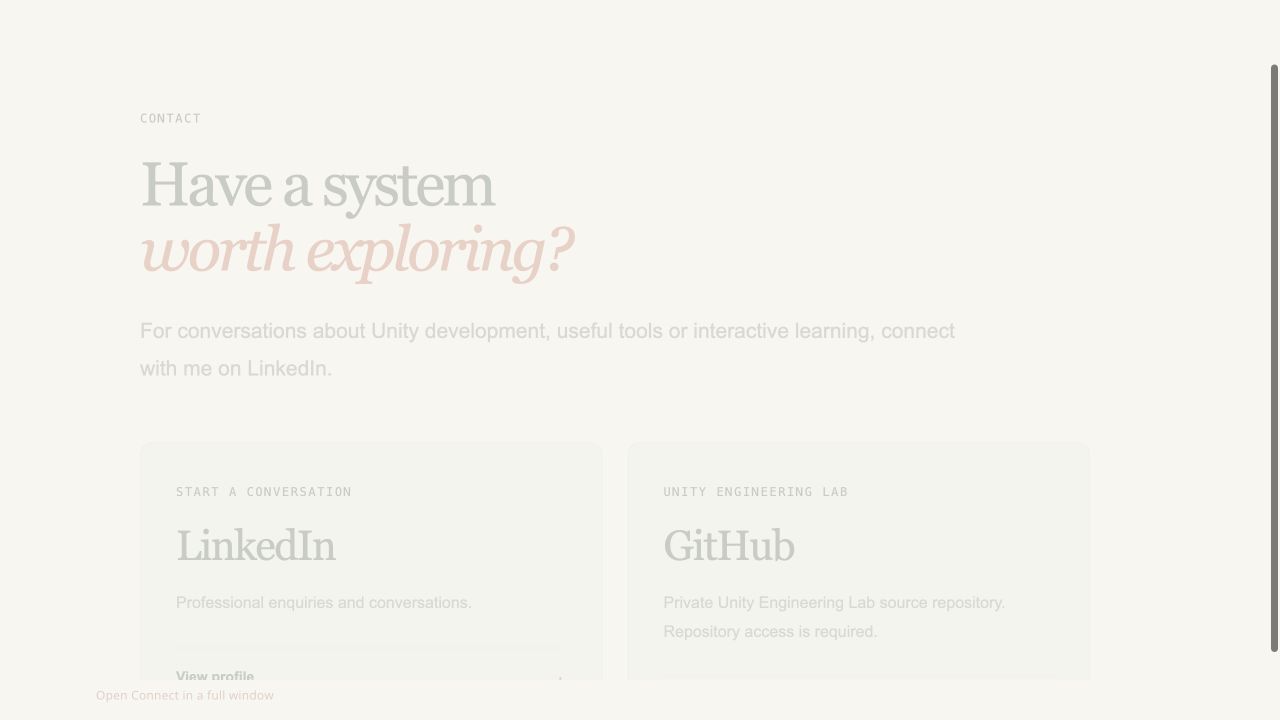 CONTACT
Have a system
worth exploring?
For conversations about Unity development, useful tools or interactive learning, connect
with me on LinkedIn.
START A CONVERSATION
LinkedIn
Professional enquiries and conversations.
View profile
UNITY ENGINEERING LAB
GitHub
Private Unity Engineering Lab source repository.
Repository access is required.
Open Connect in a full window